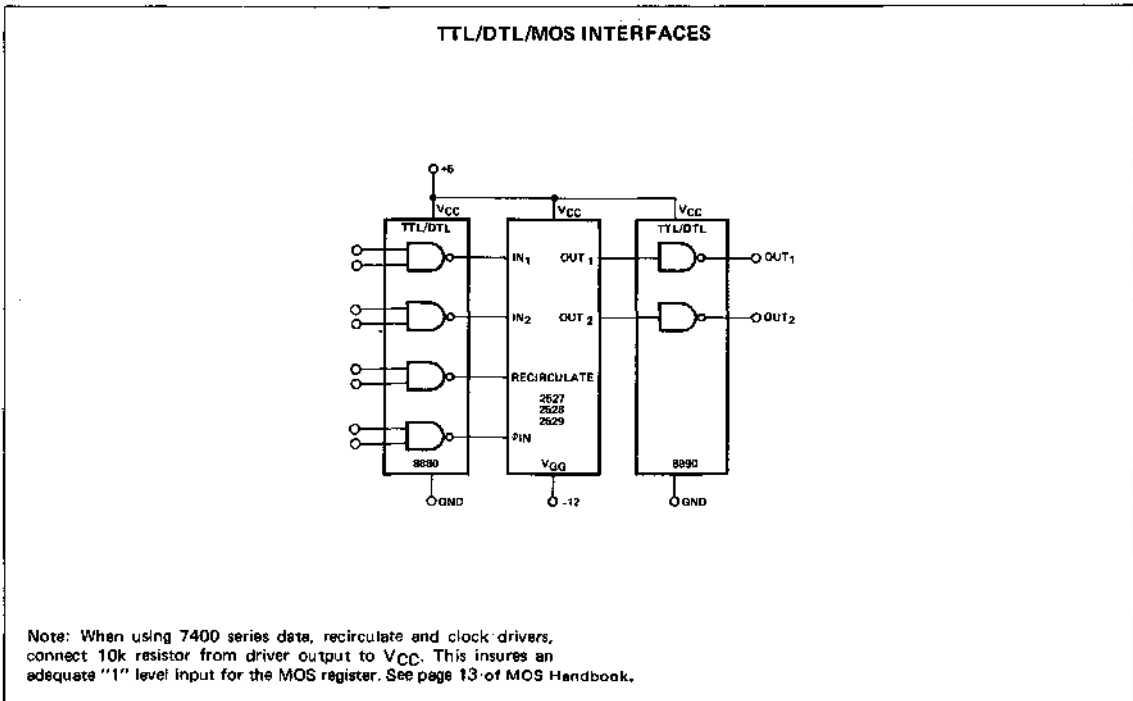 TTL/DTL/MOS INTERFACES
+5
VCC VCC VCC
TTL/DTL TTL/DTL
IN1 OUT1 OUT1
IN2 OUT2 OUT2
RECIRCULATE
2527
2528
2529
ΦIN
8880 VGG 8890
GND -12 GND
Note: When using 7400 series data, recirculate and clock drivers,
connect 10k resistor from driver output to VCC. This insures an
adequate "1" level input for the MOS register. See page 13 of MOS Handbook.